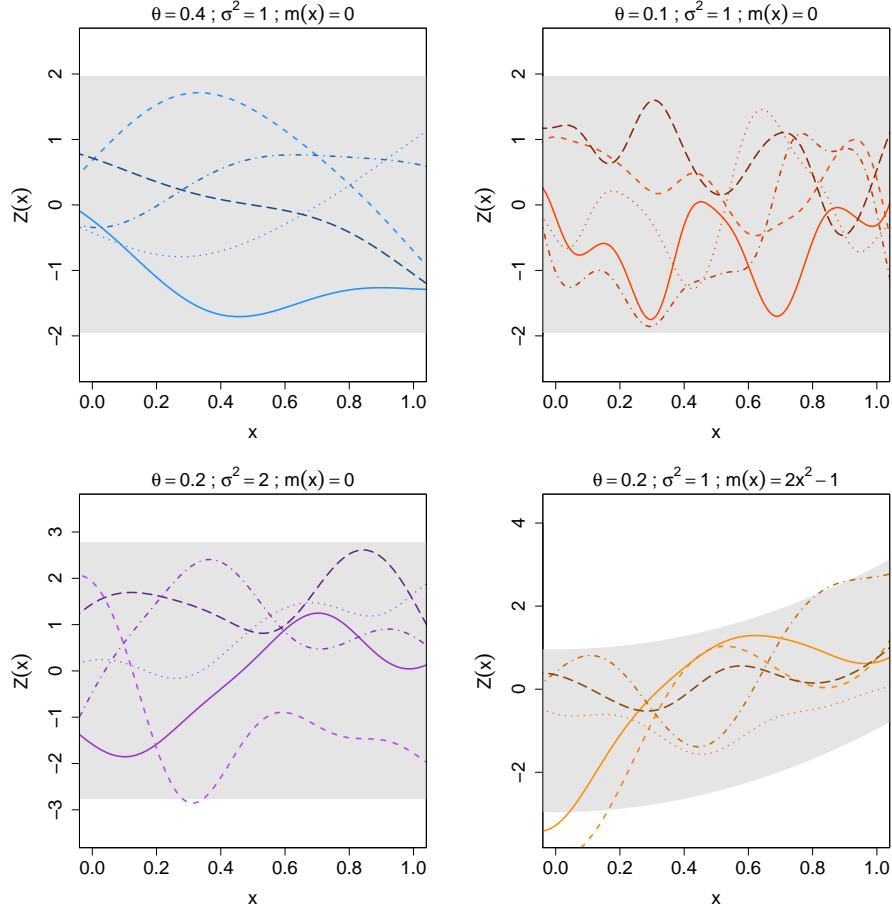 θ = 0.4 ; σ² = 1 ; m(x) = 0
2
1
0
−1
−2
Z(x)
0.0 0.2 0.4 0.6 0.8 1.0
x
θ = 0.1 ; σ² = 1 ; m(x) = 0
2
1
0
−1
−2
Z(x)
0.0 0.2 0.4 0.6 0.8 1.0
x
θ = 0.2 ; σ² = 2 ; m(x) = 0
3
2
1
0
−1
−3
Z(x)
0.0 0.2 0.4 0.6 0.8 1.0
x
θ = 0.2 ; σ² = 1 ; m(x) = 2x² − 1
4
2
0
−2
Z(x)
0.0 0.2 0.4 0.6 0.8 1.0
x